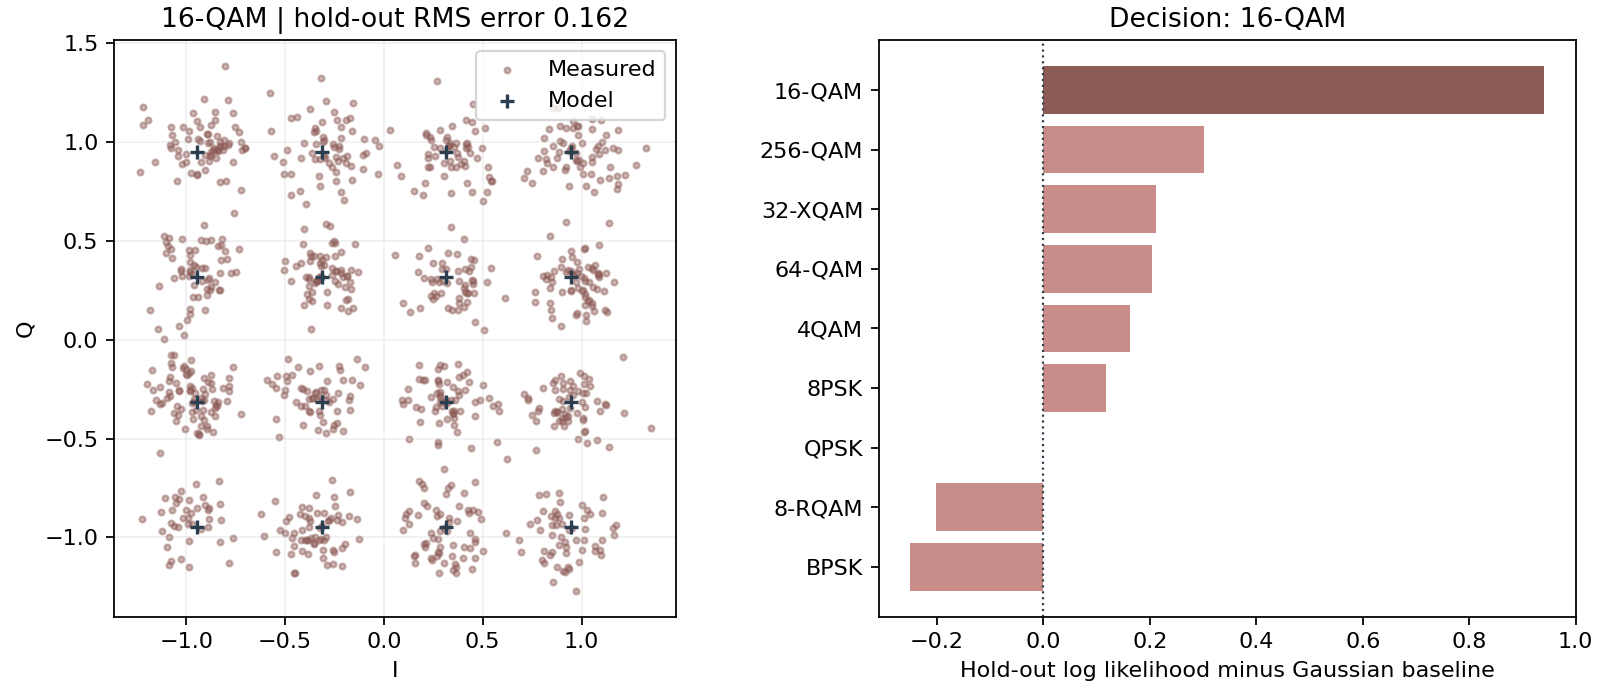 16-QAM | hold-out RMS error 0.162
Measured
Model
1.5
1.0
0.5
0.0
−0.5
−1.0
Q
−1.0
−0.5
0.0
0.5
1.0
I
Decision: 16-QAM
16-QAM
256-QAM
32-XQAM
64-QAM
4QAM
8PSK
QPSK
8-RQAM
BPSK
−0.2
0.0
0.2
0.4
0.6
0.8
1.0
Hold-out log likelihood minus Gaussian baseline